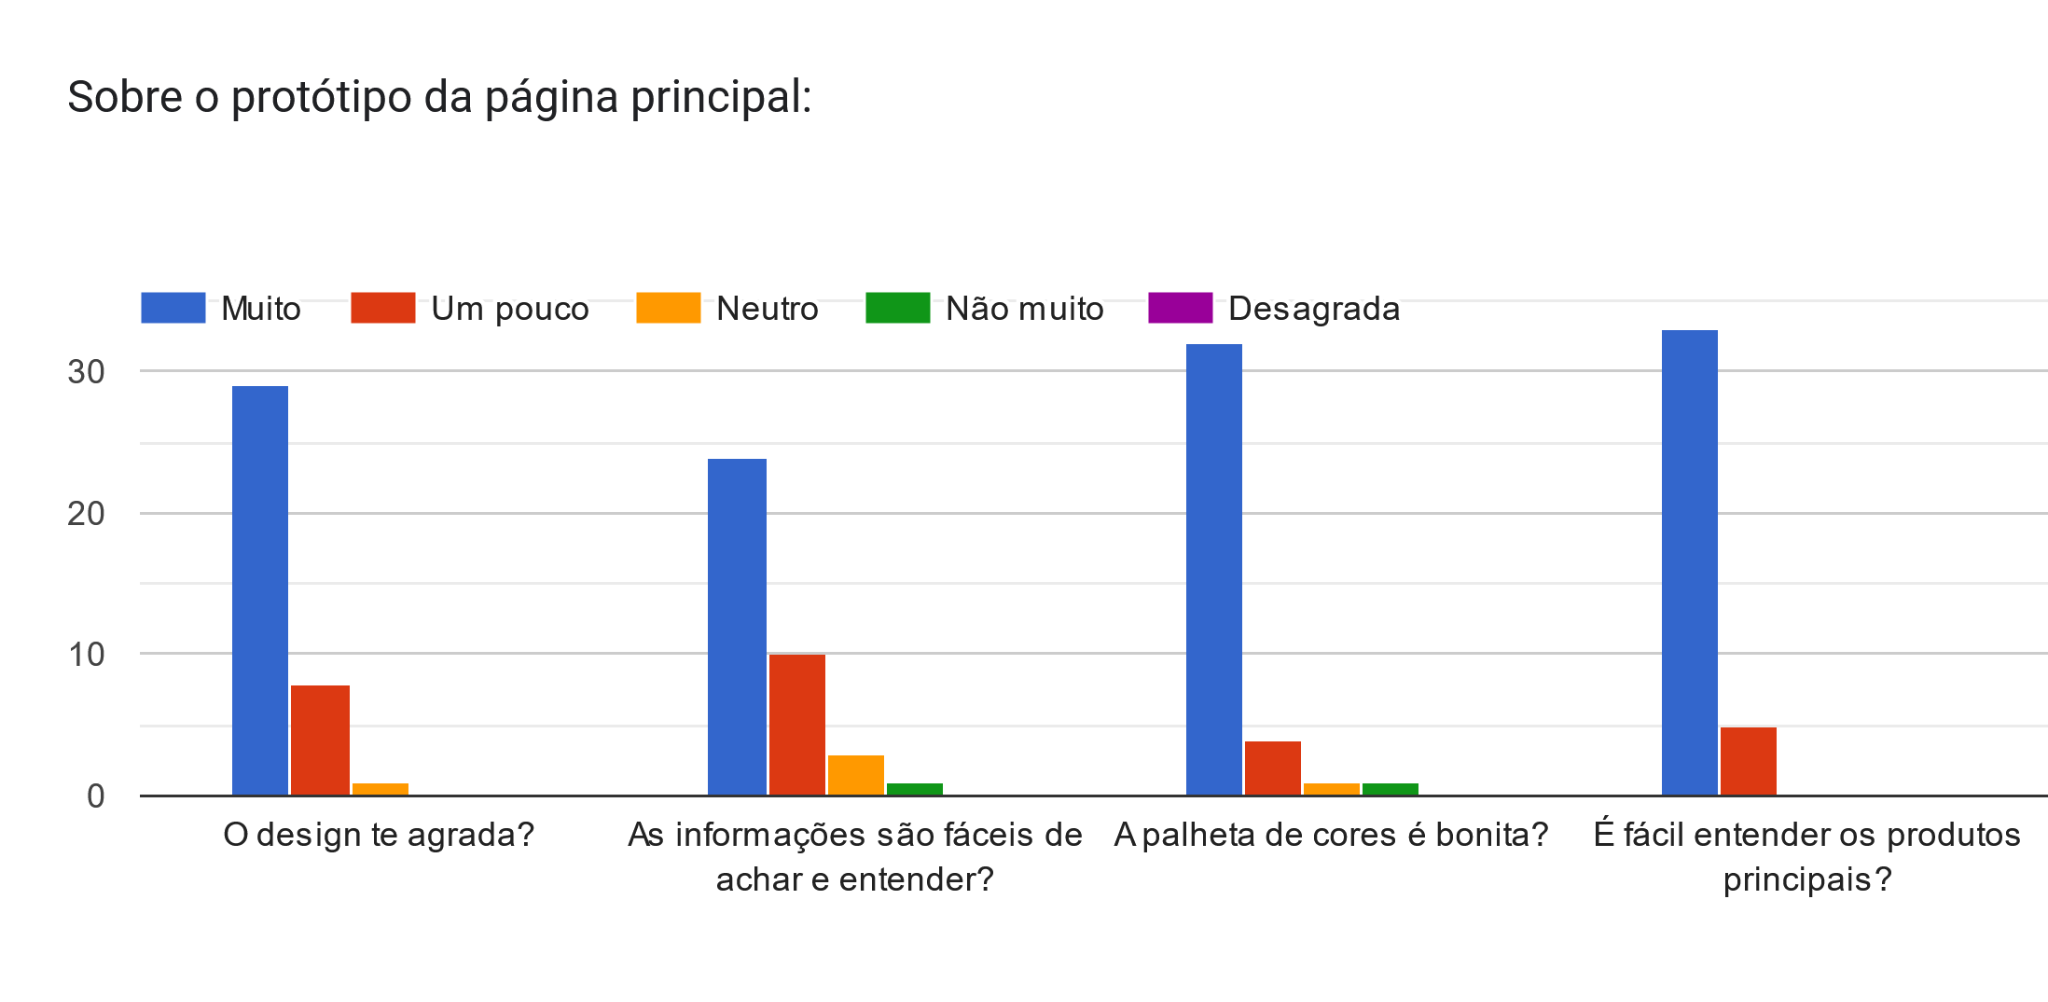 Sobre o protótipo da página principal:
Muito Um pouco Neutro Não muito Desagrada
30
20
10
0
O design te agrada?
As informações são fáceis de
achar e entender?
A palheta de cores é bonita?
É fácil entender os produtos
principais?